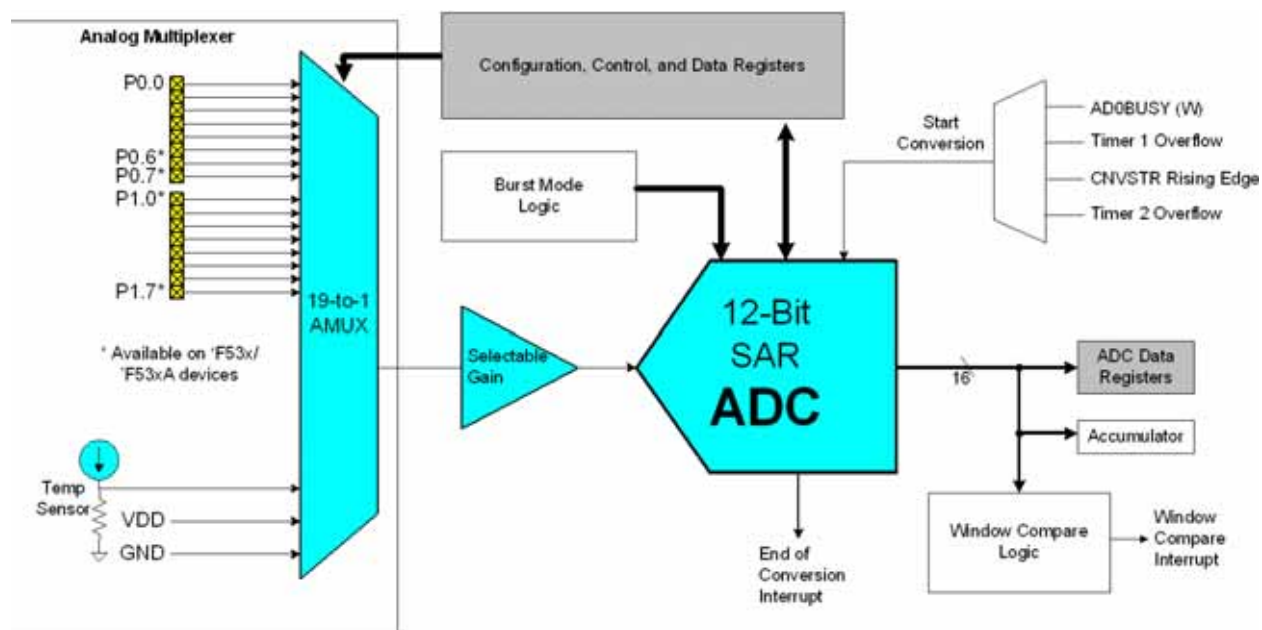 Analog Multiplexer
P0.0
P0.6*
P0.7*
P1.0*
P1.7*
19-to-1
AMUX
* Available on 'F53x/
'F53xA devices
Temp
Sensor
VDD
GND
Configuration, Control, and Data Registers
Burst Mode
Logic
Start
Conversion
AD0BUSY (W)
Timer 1 Overflow
CNVSTR Rising Edge
Timer 2 Overflow
Selectable
Gain
12-Bit
SAR
ADC
16
ADC Data
Registers
Accumulator
Window Compare
Logic
Window
Compare
Interrupt
End of
Conversion
Interrupt